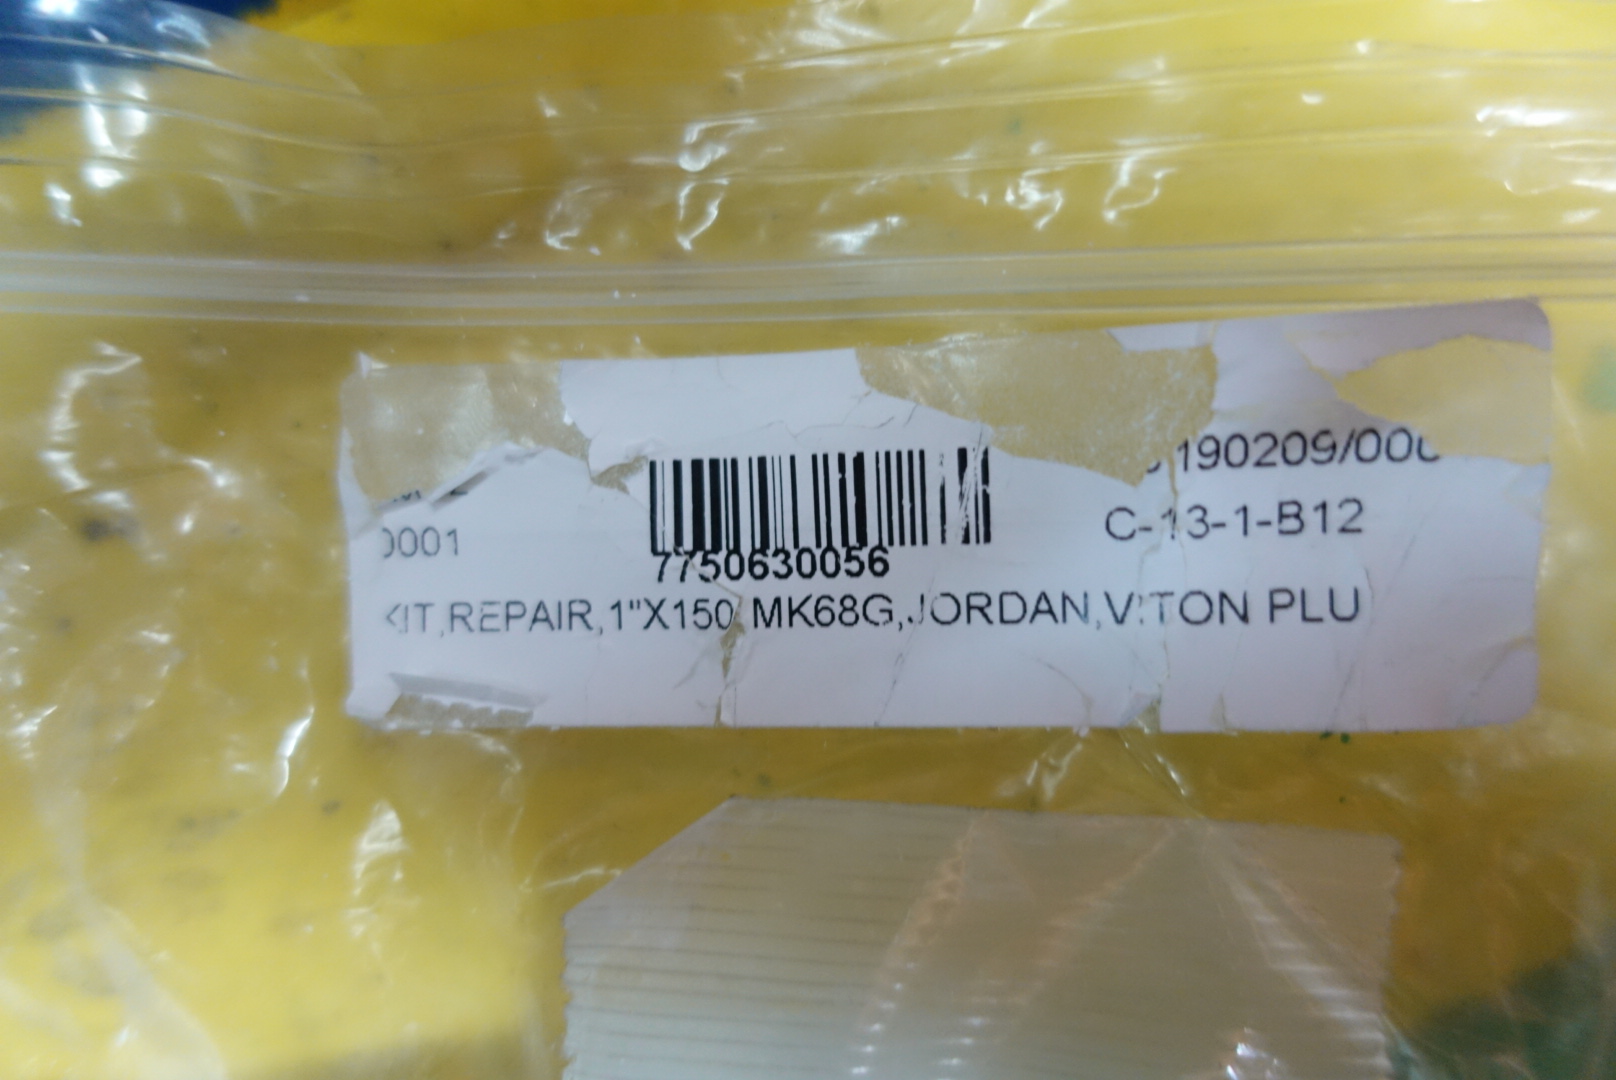 190209/000
0001
C-13-1-B12
7750630056
KIT,REPAIR,1"X150 MK68G,JORDAN,VITON PLU